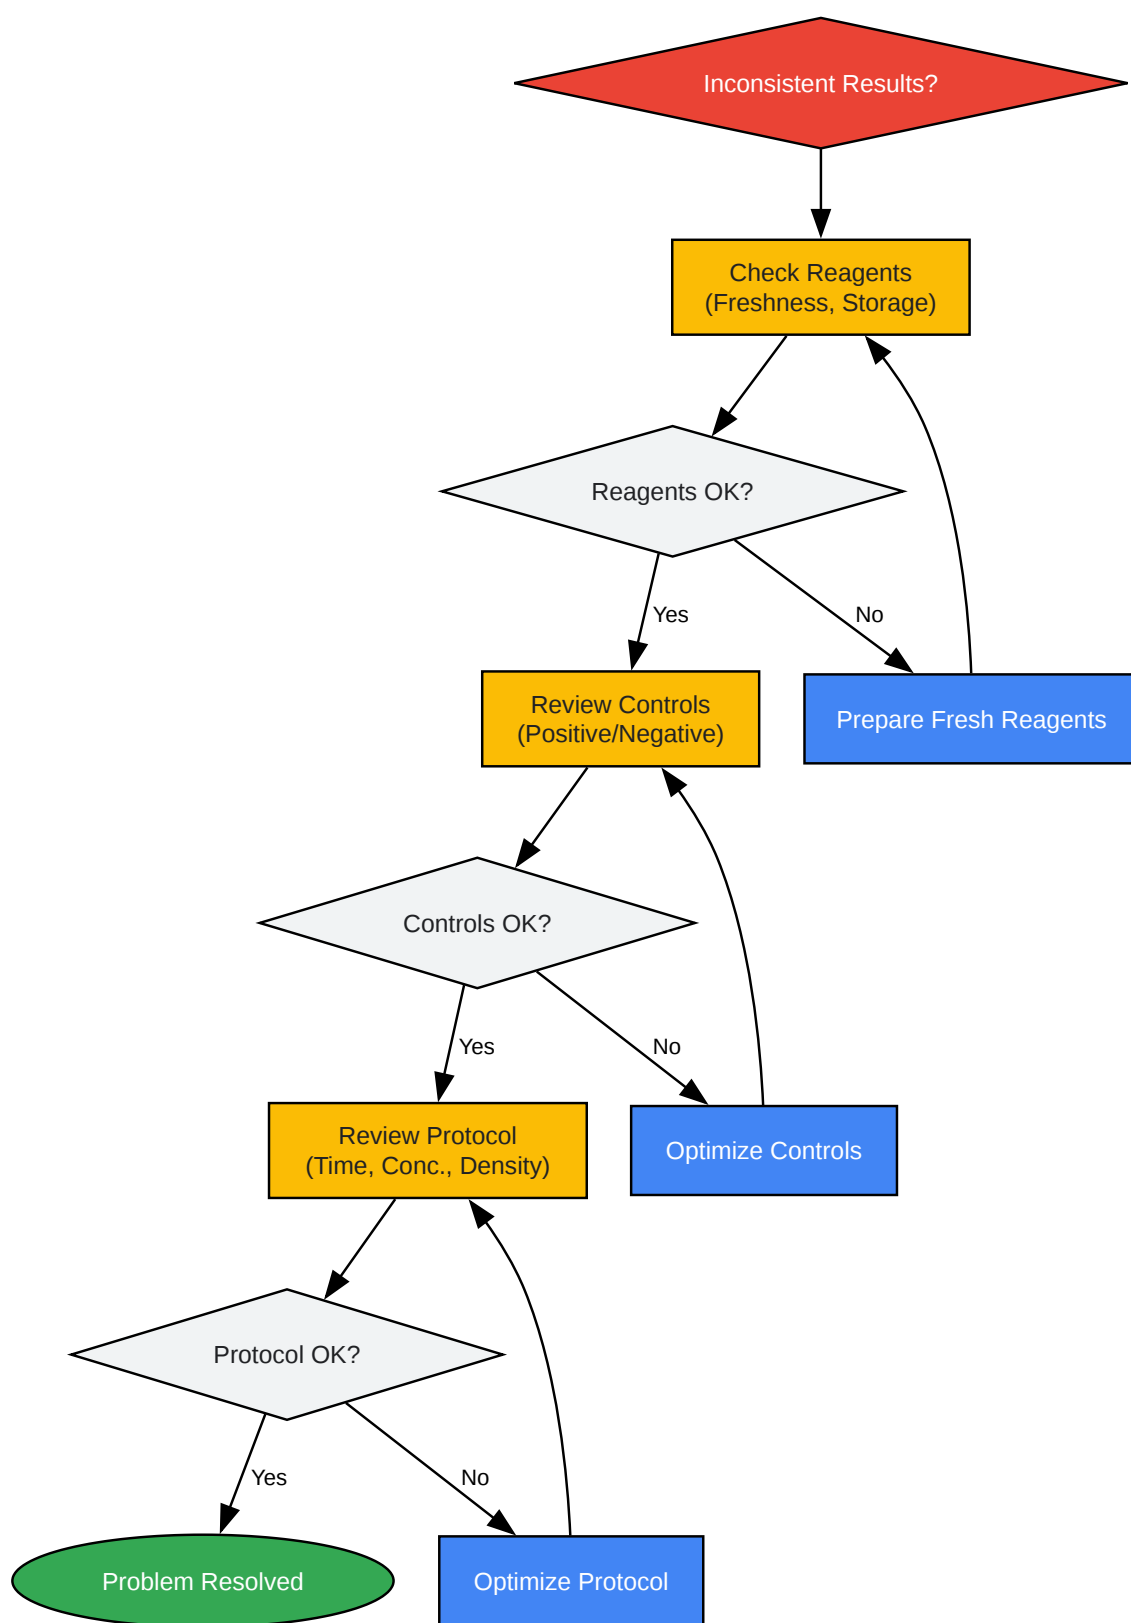 Inconsistent Results?
Check Reagents
(Freshness, Storage)
Reagents OK?
Yes
No
Review Controls
(Positive/Negative)
Prepare Fresh Reagents
Controls OK?
Yes
No
Review Protocol
(Time, Conc., Density)
Optimize Controls
Protocol OK?
Yes
No
Problem Resolved
Optimize Protocol